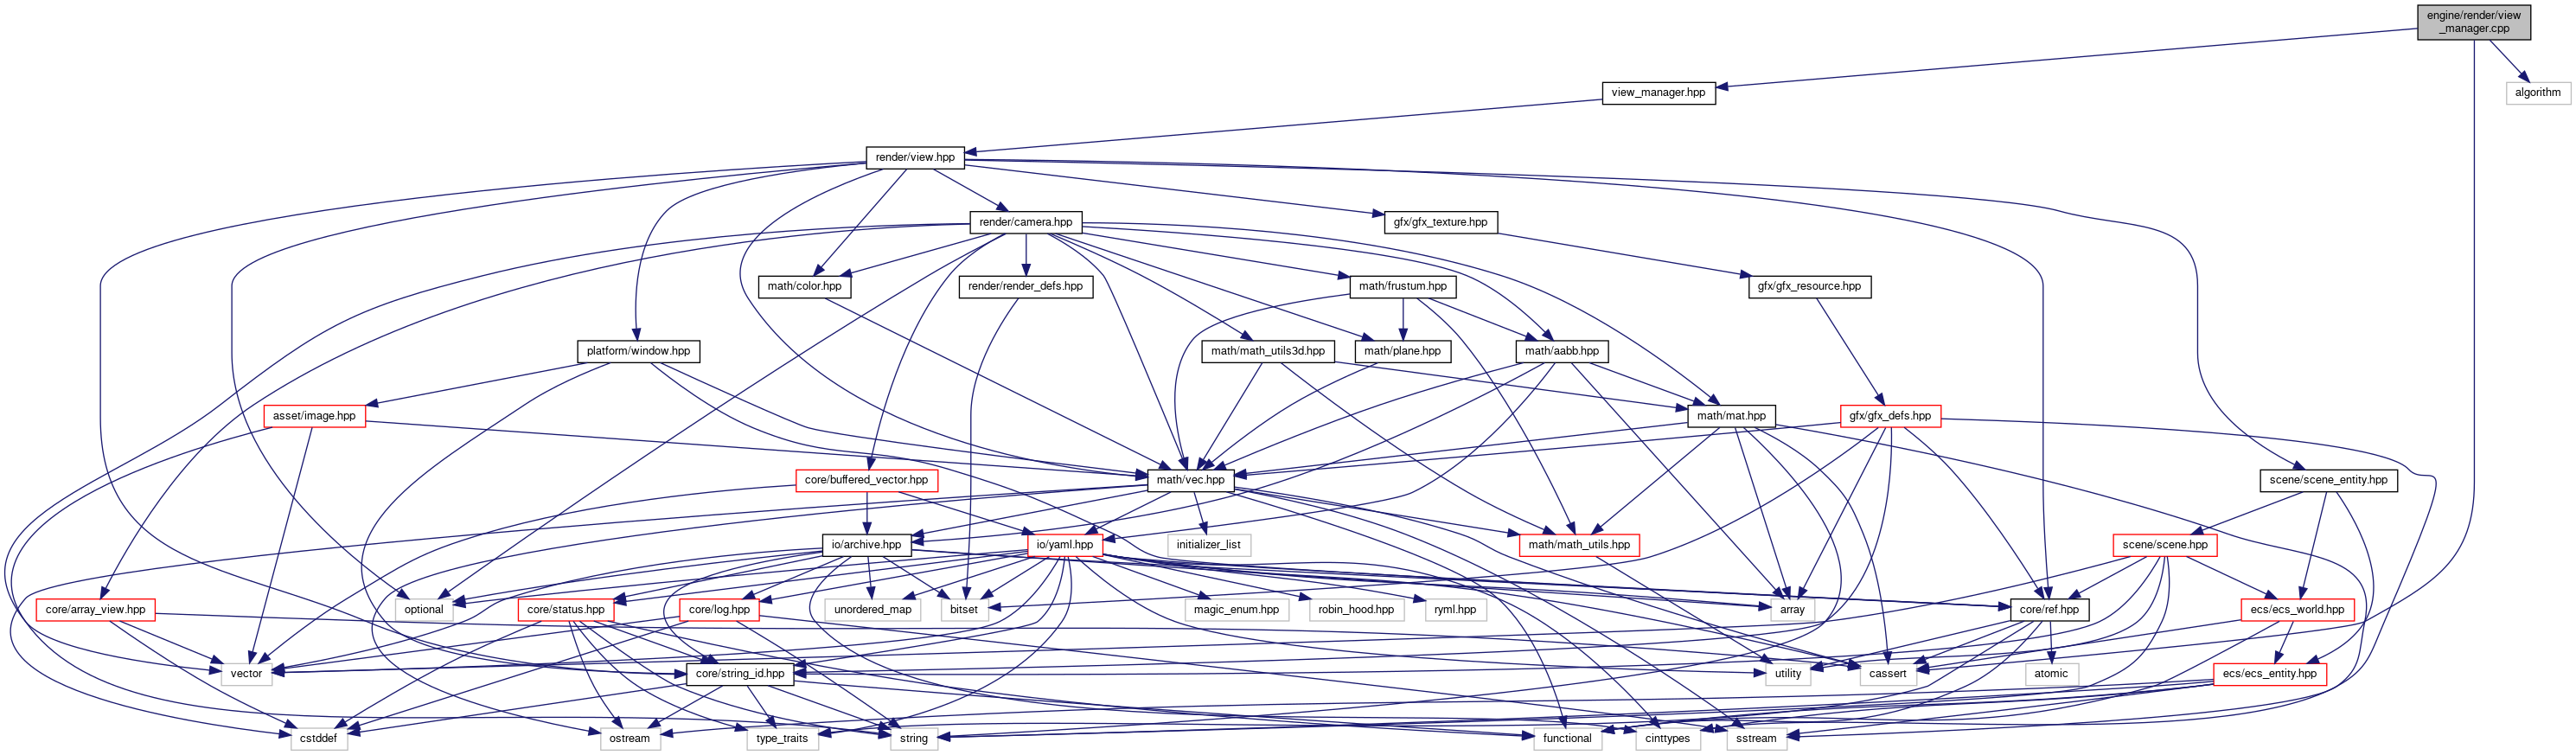 engine/render/view
_manager.cpp
view_manager.hpp
algorithm
render/view.hpp
render/camera.hpp
gfx/gfx_texture.hpp
math/color.hpp
render/render_defs.hpp
math/frustum.hpp
gfx/gfx_resource.hpp
platform/window.hpp
math/math_utils3d.hpp
math/plane.hpp
math/aabb.hpp
asset/image.hpp
math/mat.hpp
gfx/gfx_defs.hpp
core/buffered_vector.hpp
math/vec.hpp
scene/scene_entity.hpp
io/archive.hpp
io/yaml.hpp
initializer_list
math/math_utils.hpp
scene/scene.hpp
core/array_view.hpp
optional
core/status.hpp
core/log.hpp
unordered_map
bitset
magic_enum.hpp
robin_hood.hpp
ryml.hpp
array
core/ref.hpp
ecs/ecs_world.hpp
vector
core/string_id.hpp
utility
cassert
atomic
ecs/ecs_entity.hpp
cstddef
ostream
type_traits
string
functional
cinttypes
sstream